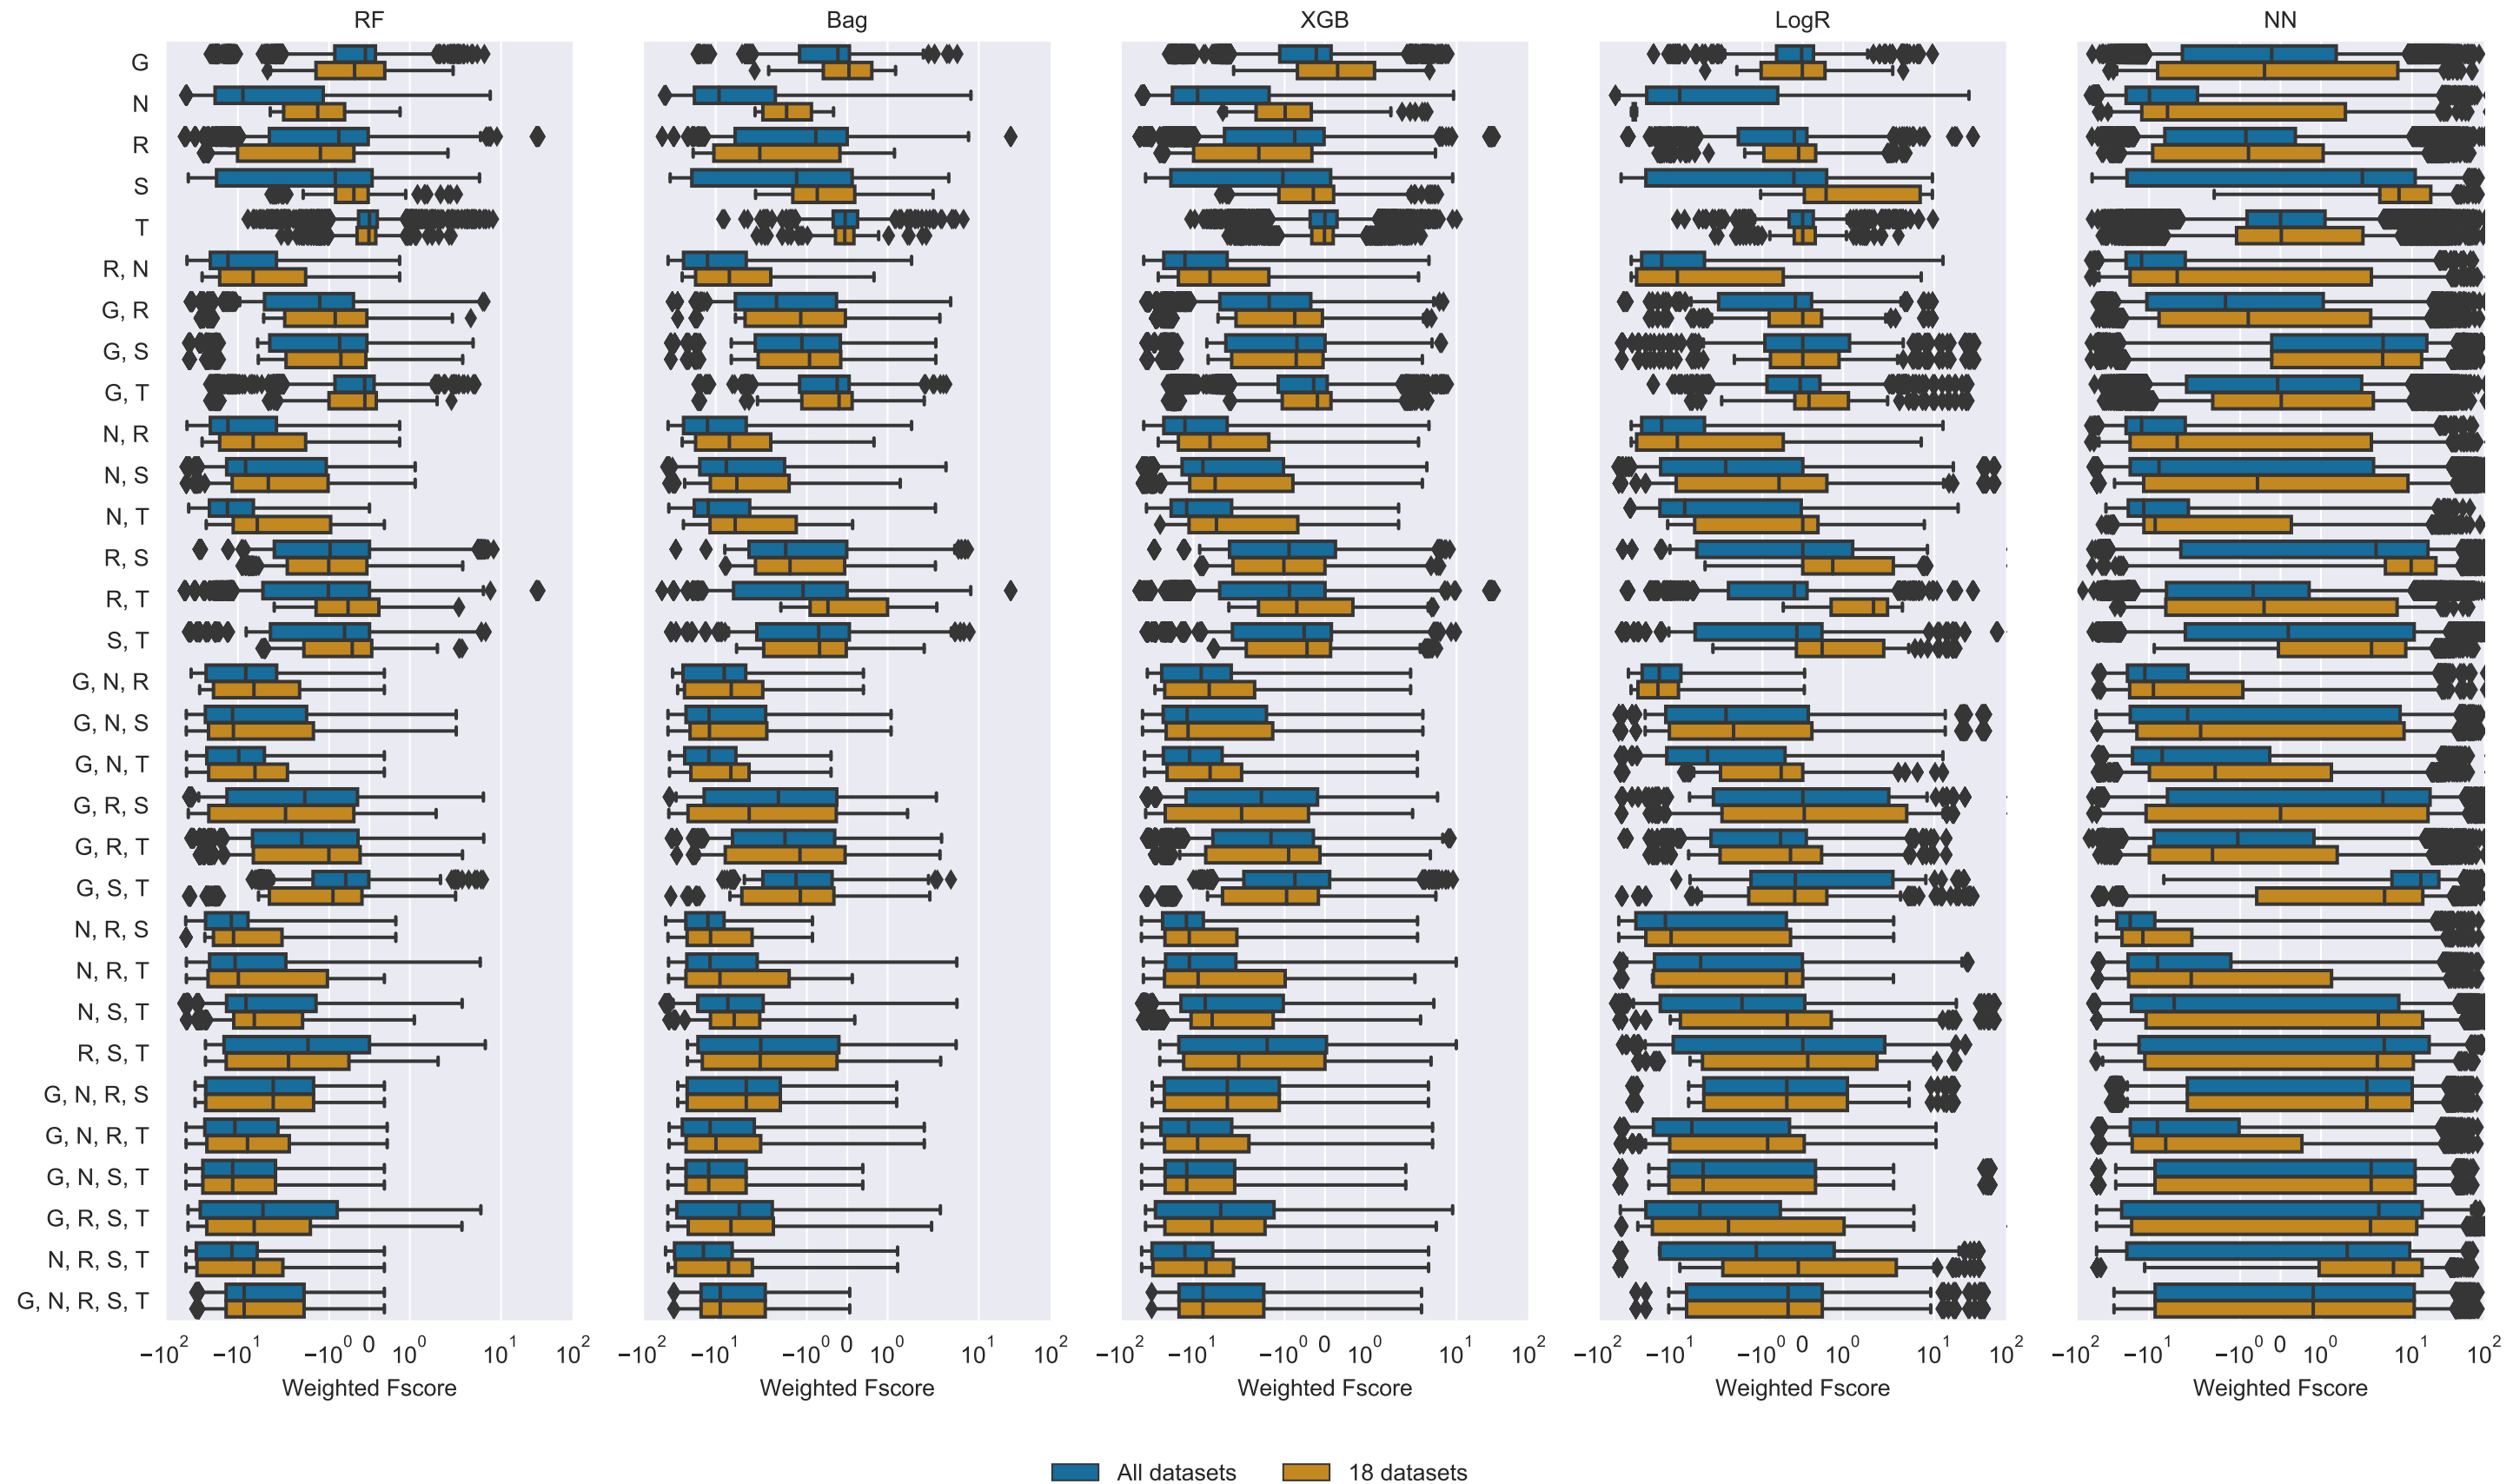 RF Bag XGB LogR NN
G
N
R
S
T
R, N
G, R
G, S
G, T
N, R
N, S
N, T
R, S
R, T
S, T
G, N, R
G, N, S
G, N, T
G, R, S
G, R, T
G, S, T
N, R, S
N, R, T
N, S, T
R, S, T
G, N, R, S
G, N, R, T
G, N, S, T
G, R, S, T
N, R, S, T
G, N, R, S, T
−10² −10¹ −10⁰ 0 10⁰ 10¹ 10² −10² −10¹ −10⁰ 0 10⁰ 10¹ 10² −10² −10¹ −10⁰ 0 10⁰ 10¹ 10² −10² −10¹ −10⁰ 0 10⁰ 10¹ 10² −10² −10¹ −10⁰ 0 10⁰ 10¹ 10²
Weighted Fscore Weighted Fscore Weighted Fscore Weighted Fscore Weighted Fscore
All datasets 18 datasets